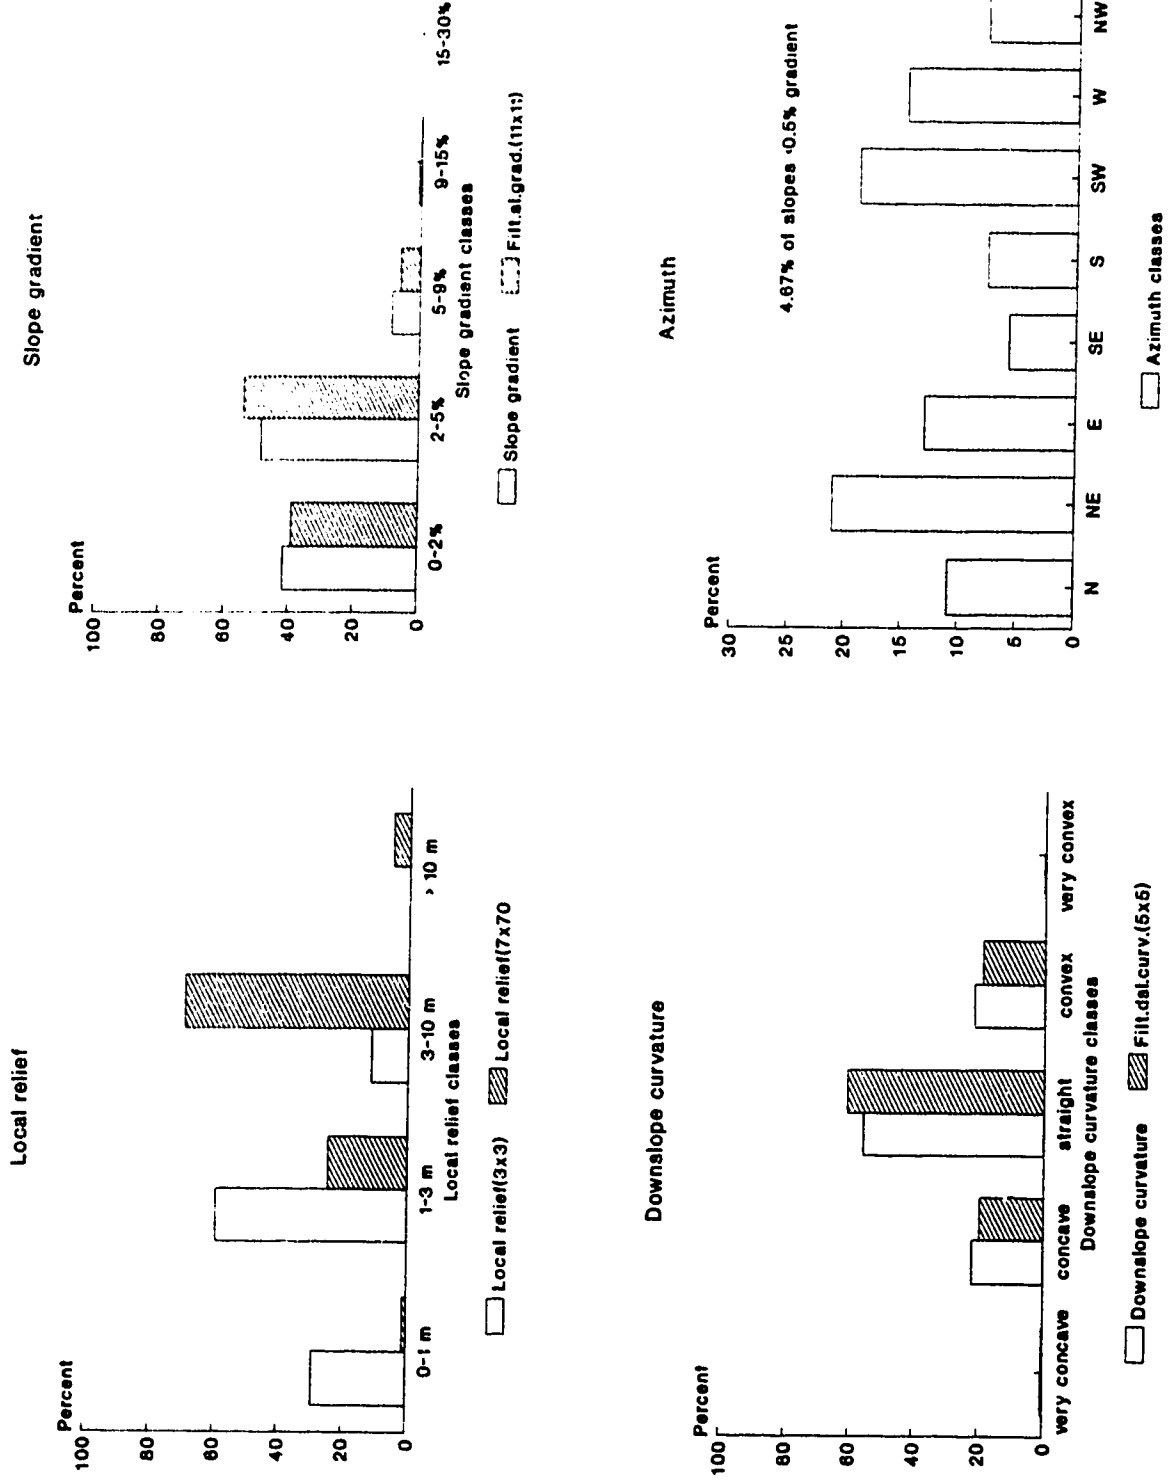 Local relief
Percent
100
80
60
40
20
0
0-1 m
1-3 m
3-10 m
> 10 m
Local relief classes
Local relief(3x3)
Local relief(7x70
Slope gradient
Percent
100
80
60
40
20
0
0-2%
2-5%
5-9%
9-15%
15-30%
Slope gradient classes
Slope gradient
Filt.sl.grad.(11x11)
Downslope curvature
Percent
100
80
60
40
20
0
very concave
concave
straight
convex
very convex
Downslope curvature classes
Downslope curvature
Filt.dsl.curv.(5x5)
Azimuth
Percent
30
25
20
15
10
5
0
4.67% of slopes <0.5% gradient
N
NE
E
SE
S
SW
W
NW
Azimuth classes